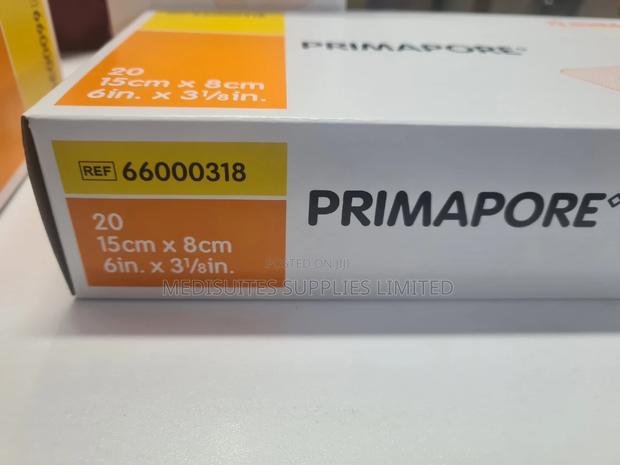 20
15cm x 8cm
6in. x 3⅛in.
PRIMAPORE◊
REF 66000318
20
15cm x 8cm
6in. x 3⅛in.
PRIMAPORE◊
POSTED ON JIJI
MEDISUITES SUPPLIES LIMITED